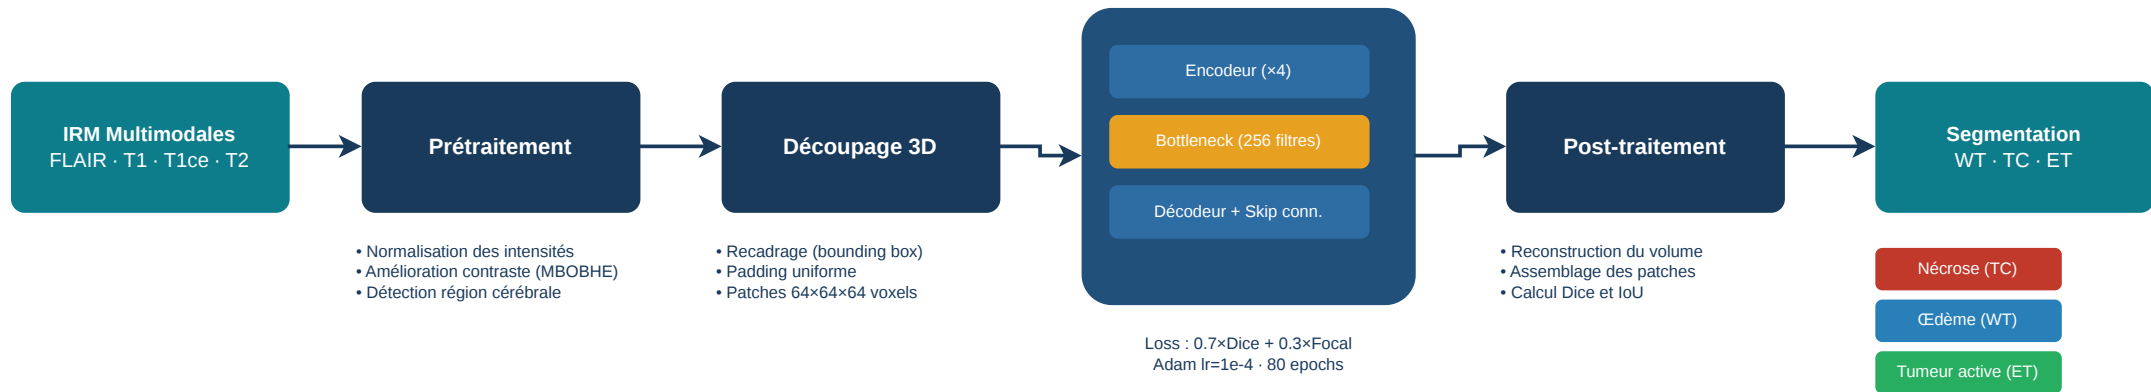 IRM Multimodales
FLAIR · T1 · T1ce · T2
Prétraitement
• Normalisation des intensités
• Amélioration contraste (MBOBHE)
• Détection région cérébrale
Découpage 3D
• Recadrage (bounding box)
• Padding uniforme
• Patches 64×64×64 voxels
Encodeur (×4)
Bottleneck (256 filtres)
Décodeur + Skip conn.
Loss : 0.7×Dice + 0.3×Focal
Adam lr=1e-4 · 80 epochs
Post-traitement
• Reconstruction du volume
• Assemblage des patches
• Calcul Dice et IoU
Segmentation
WT · TC · ET
Nécrose (TC)
Œdème (WT)
Tumeur active (ET)